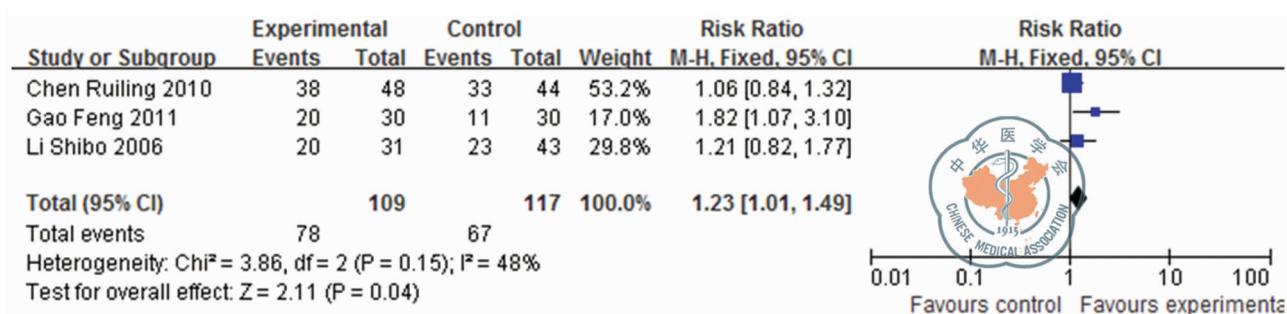 Experimental Control Risk Ratio Risk Ratio
Study or Subgroup Events Total Events Total Weight M-H, Fixed, 95% CI M-H, Fixed, 95% CI
Chen Ruiling 2010 38 48 33 44 53.2% 1.06 [0.84, 1.32]
Gao Feng 2011 20 30 11 30 17.0% 1.82 [1.07, 3.10]
Li Shibo 2006 20 31 23 43 29.8% 1.21 [0.82, 1.77]
中华医学会
CHINESE MEDICAL ASSOCIATION
1915
Total (95% CI) 109 117 100.0% 1.23 [1.01, 1.49]
Total events 78 67
Heterogeneity: Chi² = 3.86, df = 2 (P = 0.15); I² = 48%
Test for overall effect: Z = 2.11 (P = 0.04)
0.01 0.1 1 10 100
Favours control Favours experimenta